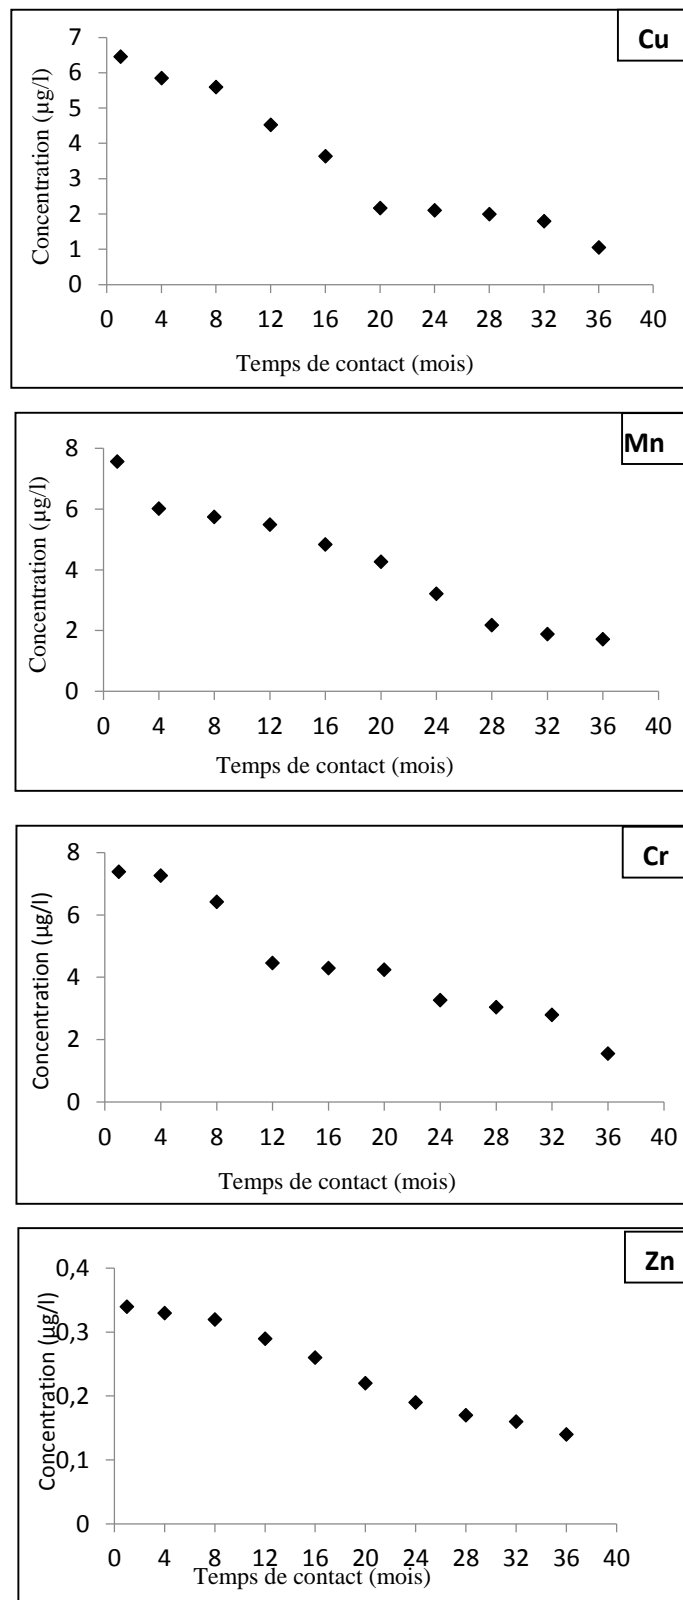 Cu
Concentration (µg/l)
7
6
5
4
3
2
1
0
0 4 8 12 16 20 24 28 32 36 40
Temps de contact (mois)
Mn
Concentration (µg/l)
8
6
4
2
0
0 4 8 12 16 20 24 28 32 36 40
Temps de contact (mois)
Cr
Concentration (µg/l)
8
6
4
2
0
0 4 8 12 16 20 24 28 32 36 40
Temps de contact (mois)
Zn
Concentration (µg/l)
0,4
0,3
0,2
0,1
0
0 4 8 12 16 20 24 28 32 36 40
Temps de contact (mois)